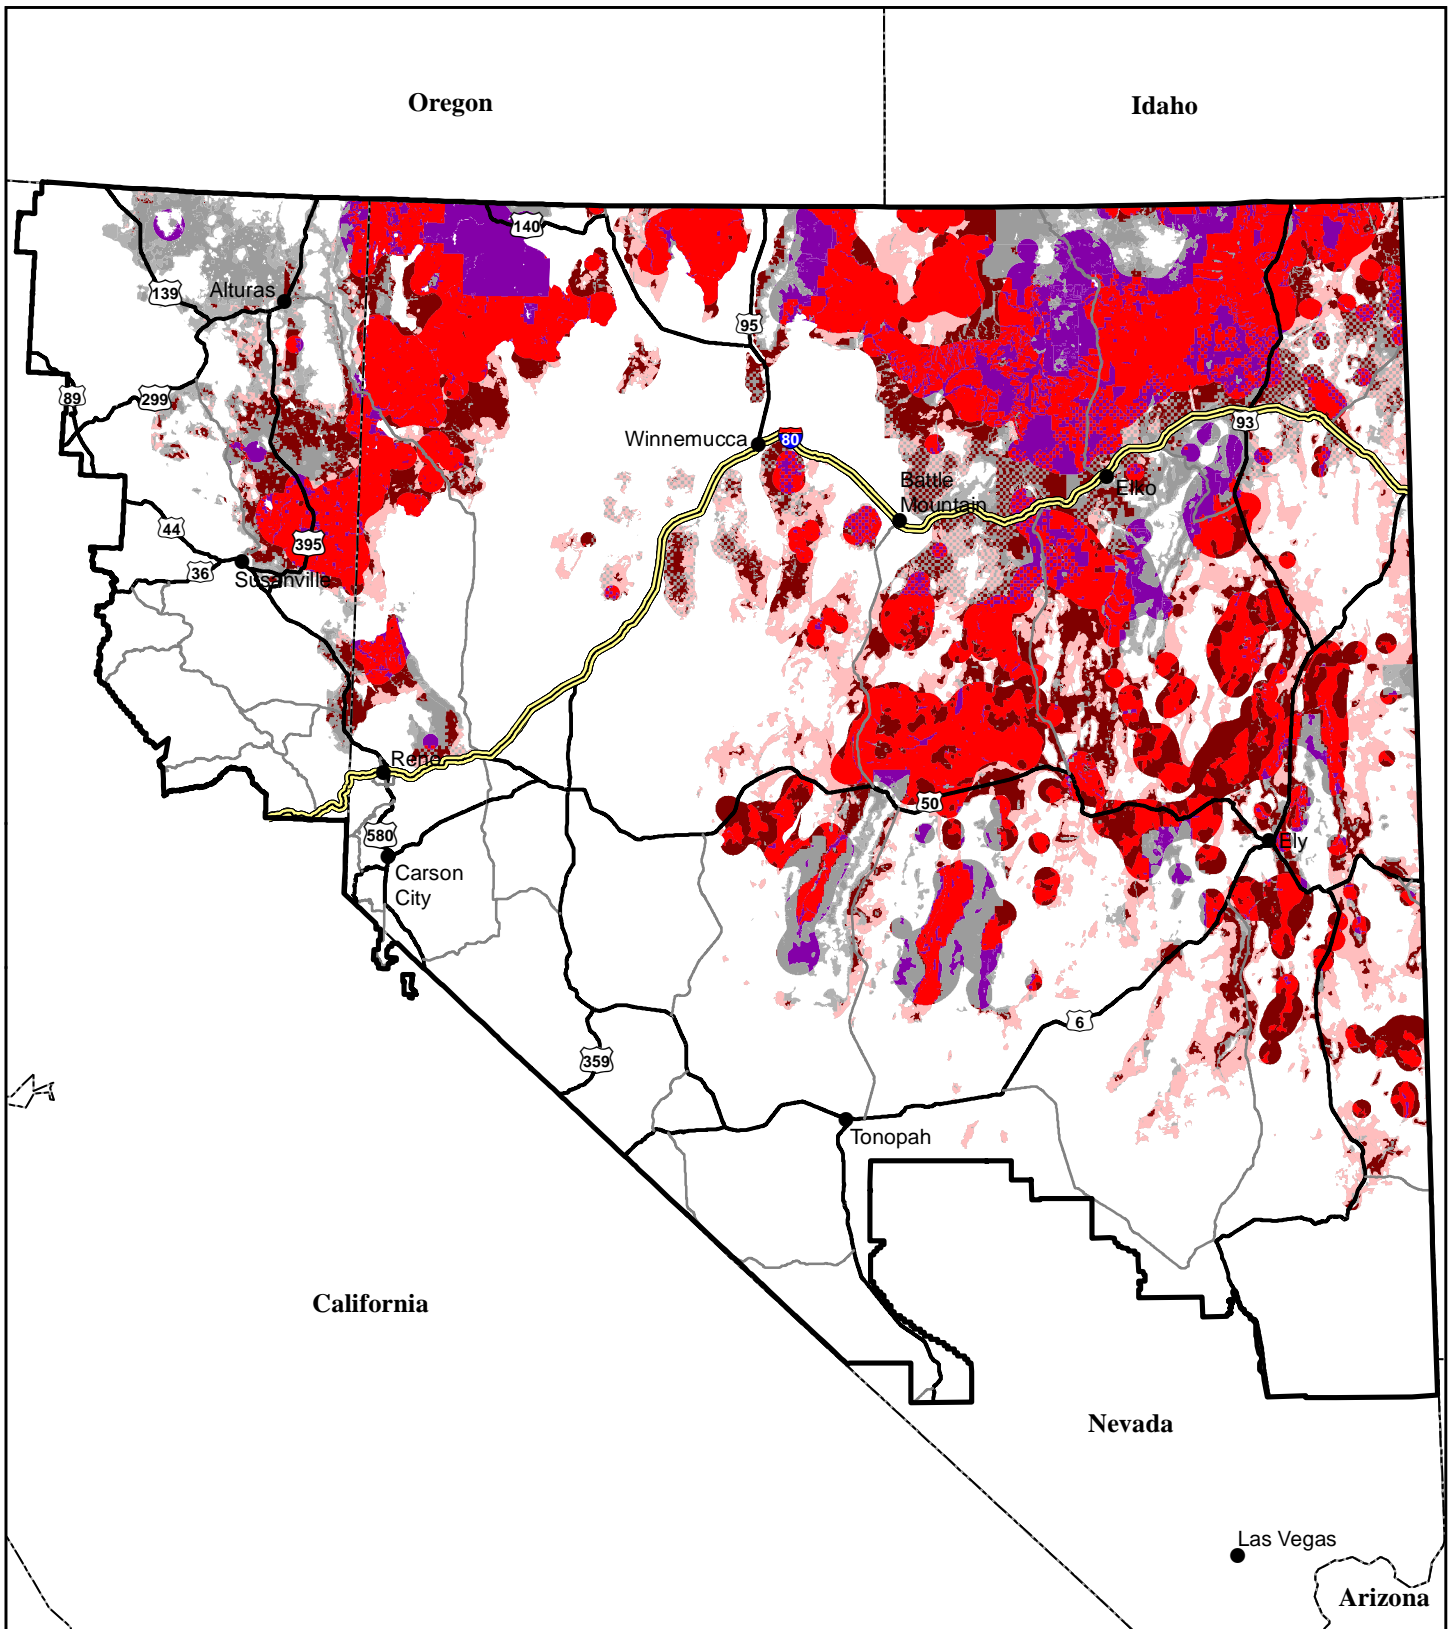 Oregon
Idaho
140
139
Alturas
95
89
299
93
Winnemucca
80
Battle
Mountain
Elko
44
395
36
Susanville
Reno
50
580
Ely
Carson
City
6
359
Tonopah
California
Nevada
Las Vegas
Arizona